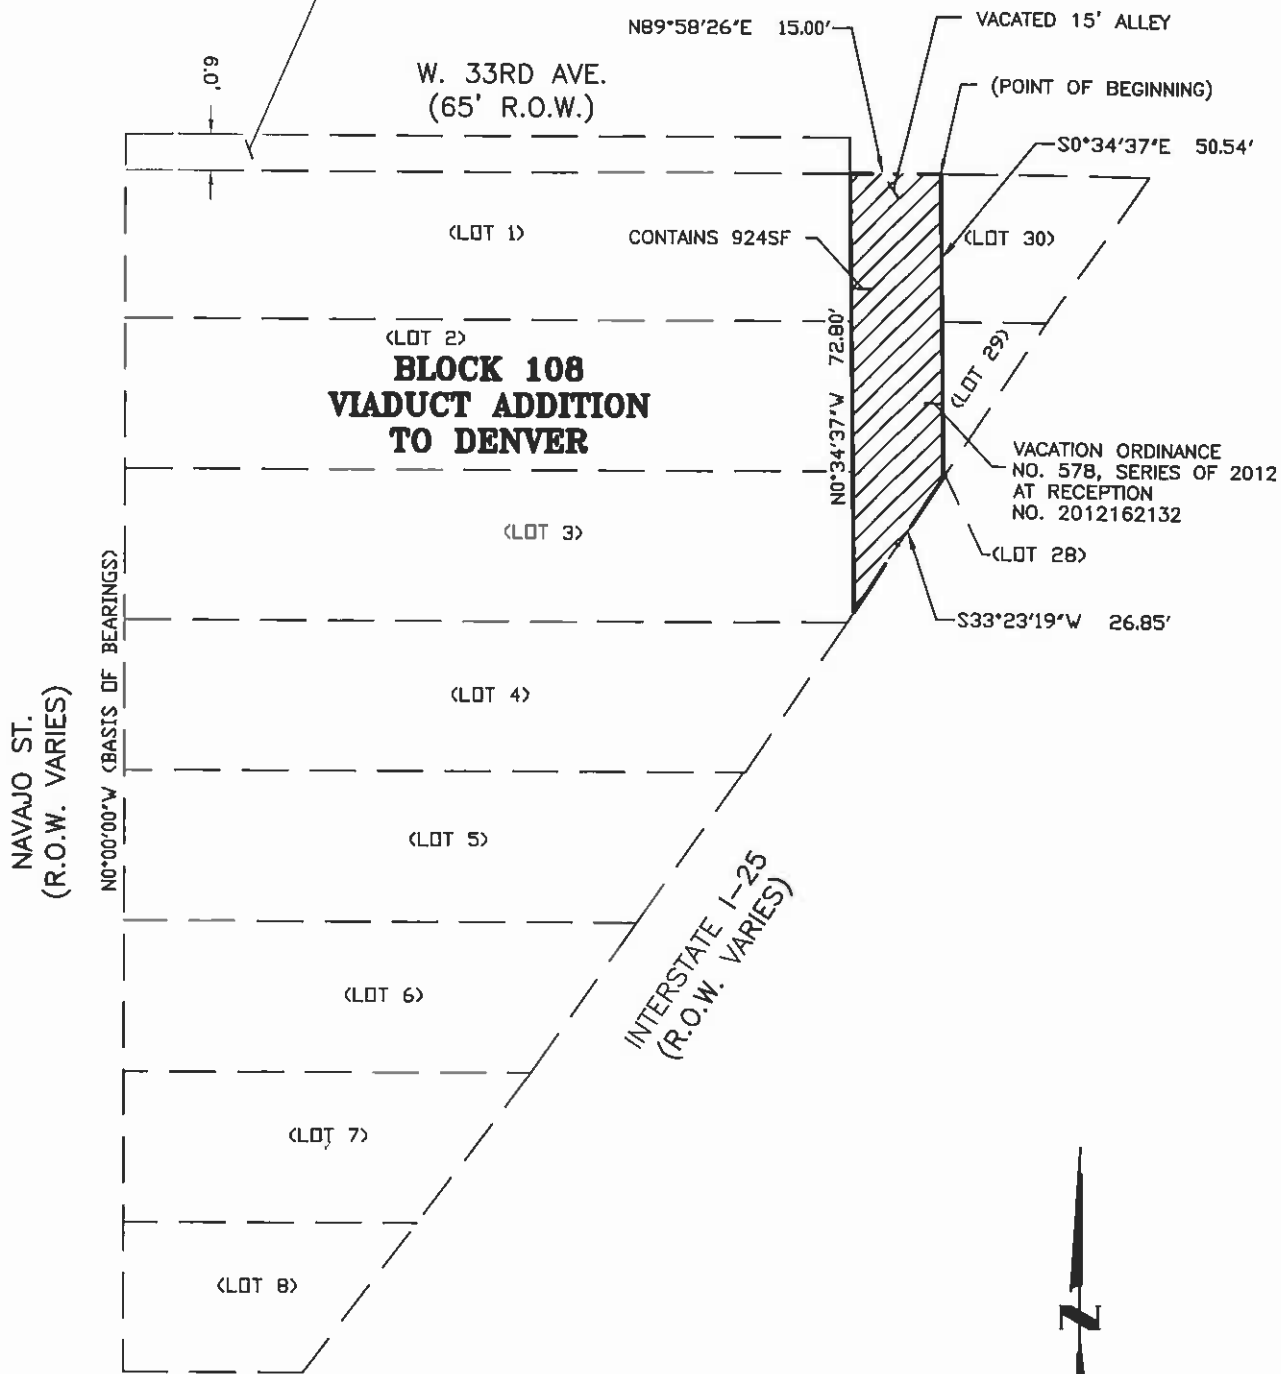 N89°58'26"E 15.00'
VACATED 15' ALLEY
6.0'
W. 33RD AVE.
(65' R.O.W.)
(POINT OF BEGINNING)
S0°34'37"E 50.54'
(LOT 1)
CONTAINS 924SF
(LOT 30)
(LOT 2)
BLOCK 108
VIADUCT ADDITION
TO DENVER
N0°34'37"W 72.80'
(LOT 29)
VACATION ORDINANCE
NO. 578, SERIES OF 2012
AT RECEPTION
NO. 2012162132
(LOT 3)
(LOT 28)
S33°23'19"W 26.85'
NAVAJO ST.
(R.O.W. VARIES)
N0°00'00"W (BASIS OF BEARINGS)
(LOT 4)
(LOT 5)
INTERSTATE I-25
(R.O.W. VARIES)
(LOT 6)
(LOT 7)
(LOT 8)
N